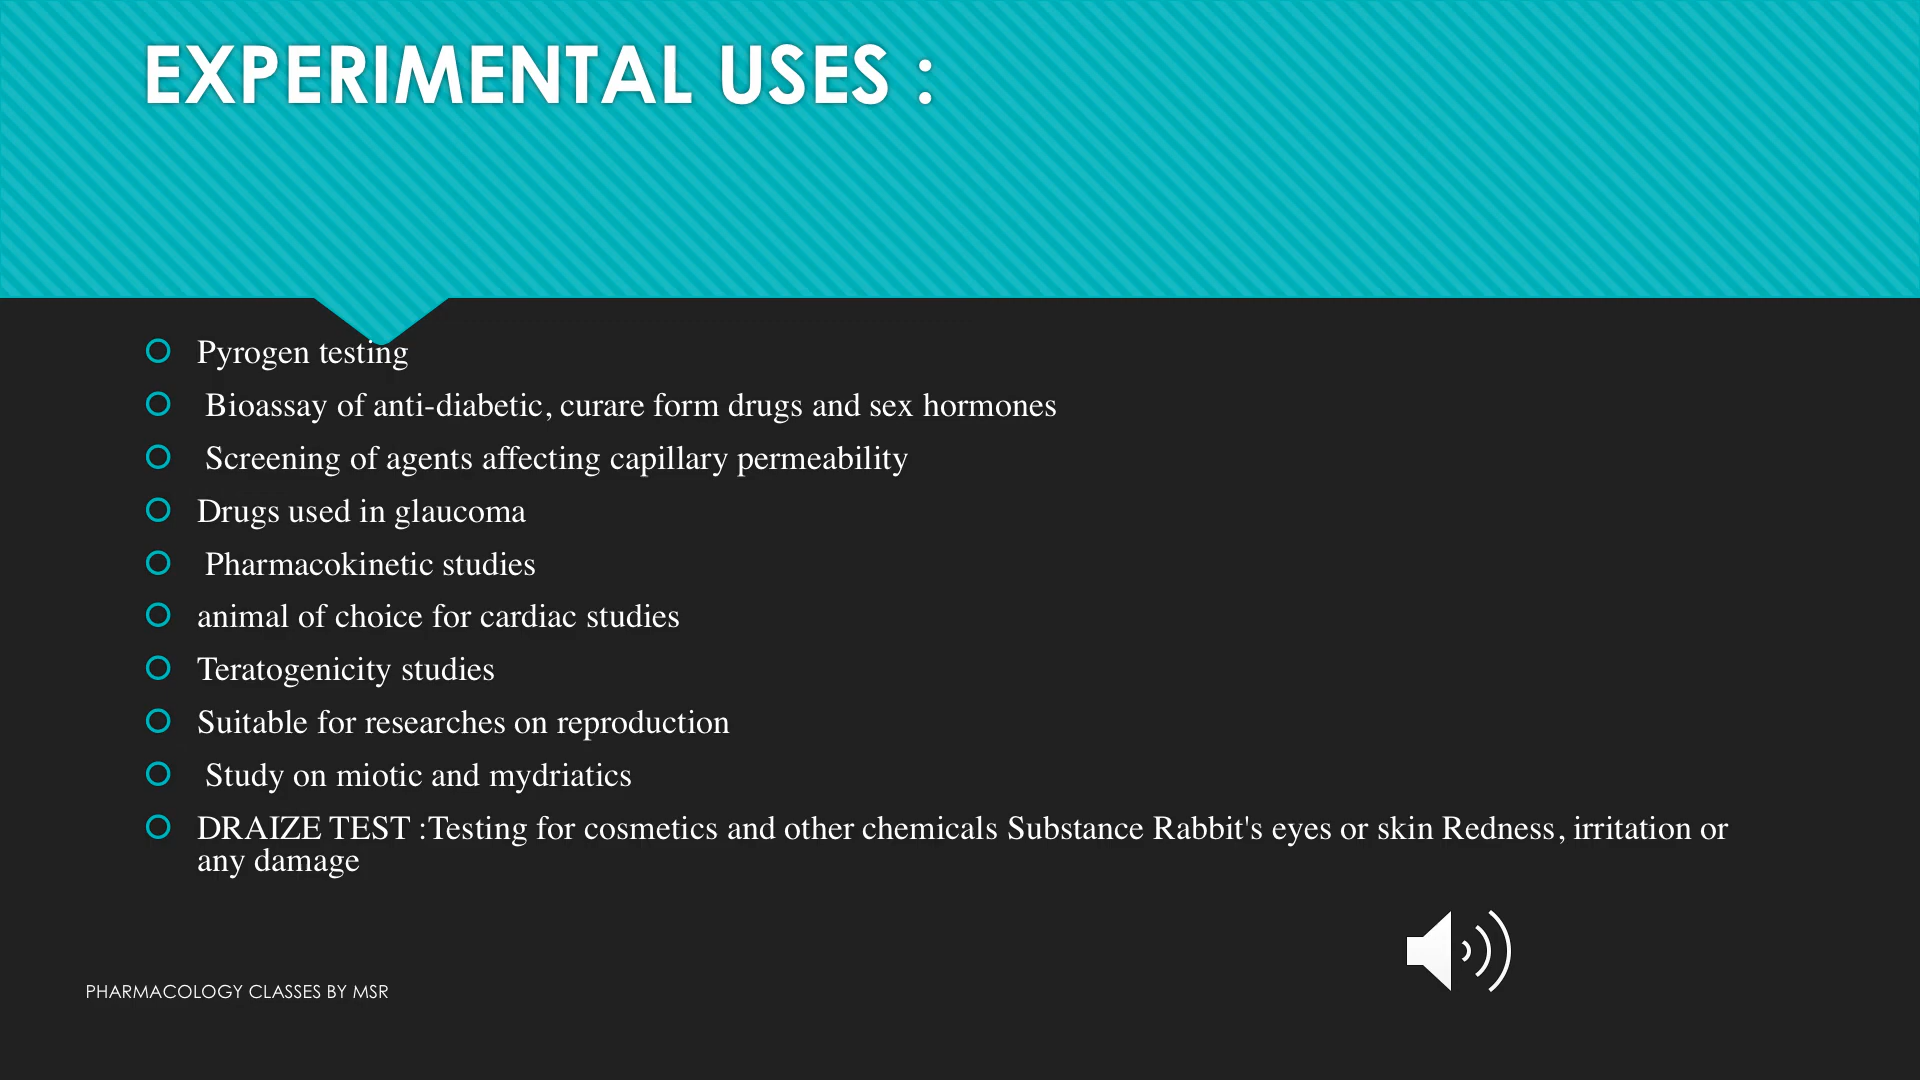 EXPERIMENTAL USES :
Pyrogen testing
Bioassay of anti-diabetic, curare form drugs and sex hormones
Screening of agents affecting capillary permeability
Drugs used in glaucoma
Pharmacokinetic studies
animal of choice for cardiac studies
Teratogenicity studies
Suitable for researches on reproduction
Study on miotic and mydriatics
DRAIZE TEST :Testing for cosmetics and other chemicals Substance Rabbit's eyes or skin Redness, irritation or
any damage
PHARMACOLOGY CLASSES BY MSR